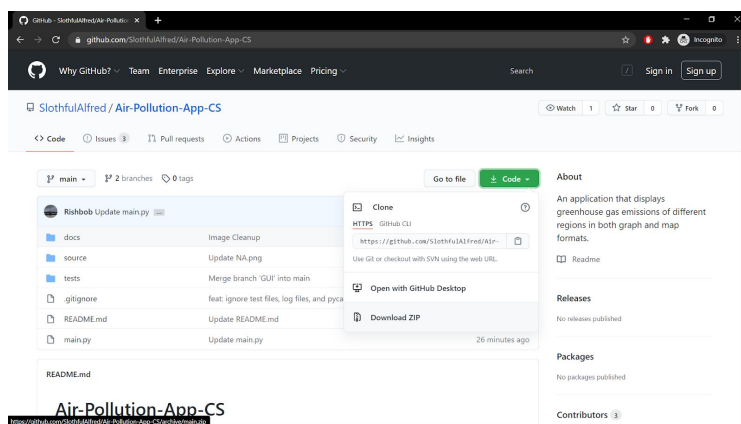 GitHub - SlothfulAlfred/Air-Pollutio
github.com/SlothfulAlfred/Air-Pollution-App-CS
Incognito
Why GitHub? Team Enterprise Explore Marketplace Pricing Search / Sign in Sign up
SlothfulAlfred / Air-Pollution-App-CS
Watch 1 Star 0 Fork 0
Code Issues 3 Pull requests Actions Projects Security Insights
main 2 branches 0 tags Go to file Code
Rishbob Update main.py ...
docs Image Cleanup
source Update NA.png
tests Merge branch 'GUI' into main
.gitignore feat: ignore test files, log files, and pyca
README.md Update README.md
main.py Update main.py 26 minutes ago
Clone
HTTPS GitHub CLI
https://github.com/SlothfulAlfred/Air-
Use Git or checkout with SVN using the web URL.
Open with GitHub Desktop
Download ZIP
About
An application that displays
greenhouse gas emissions of different
regions in both graph and map
formats.
Readme
Releases
No releases published
Packages
No packages published
Contributors 3
README.md
Air-Pollution-App-CS
https://github.com/SlothfulAlfred/Air-Pollution-App-CS/archive/main.zip